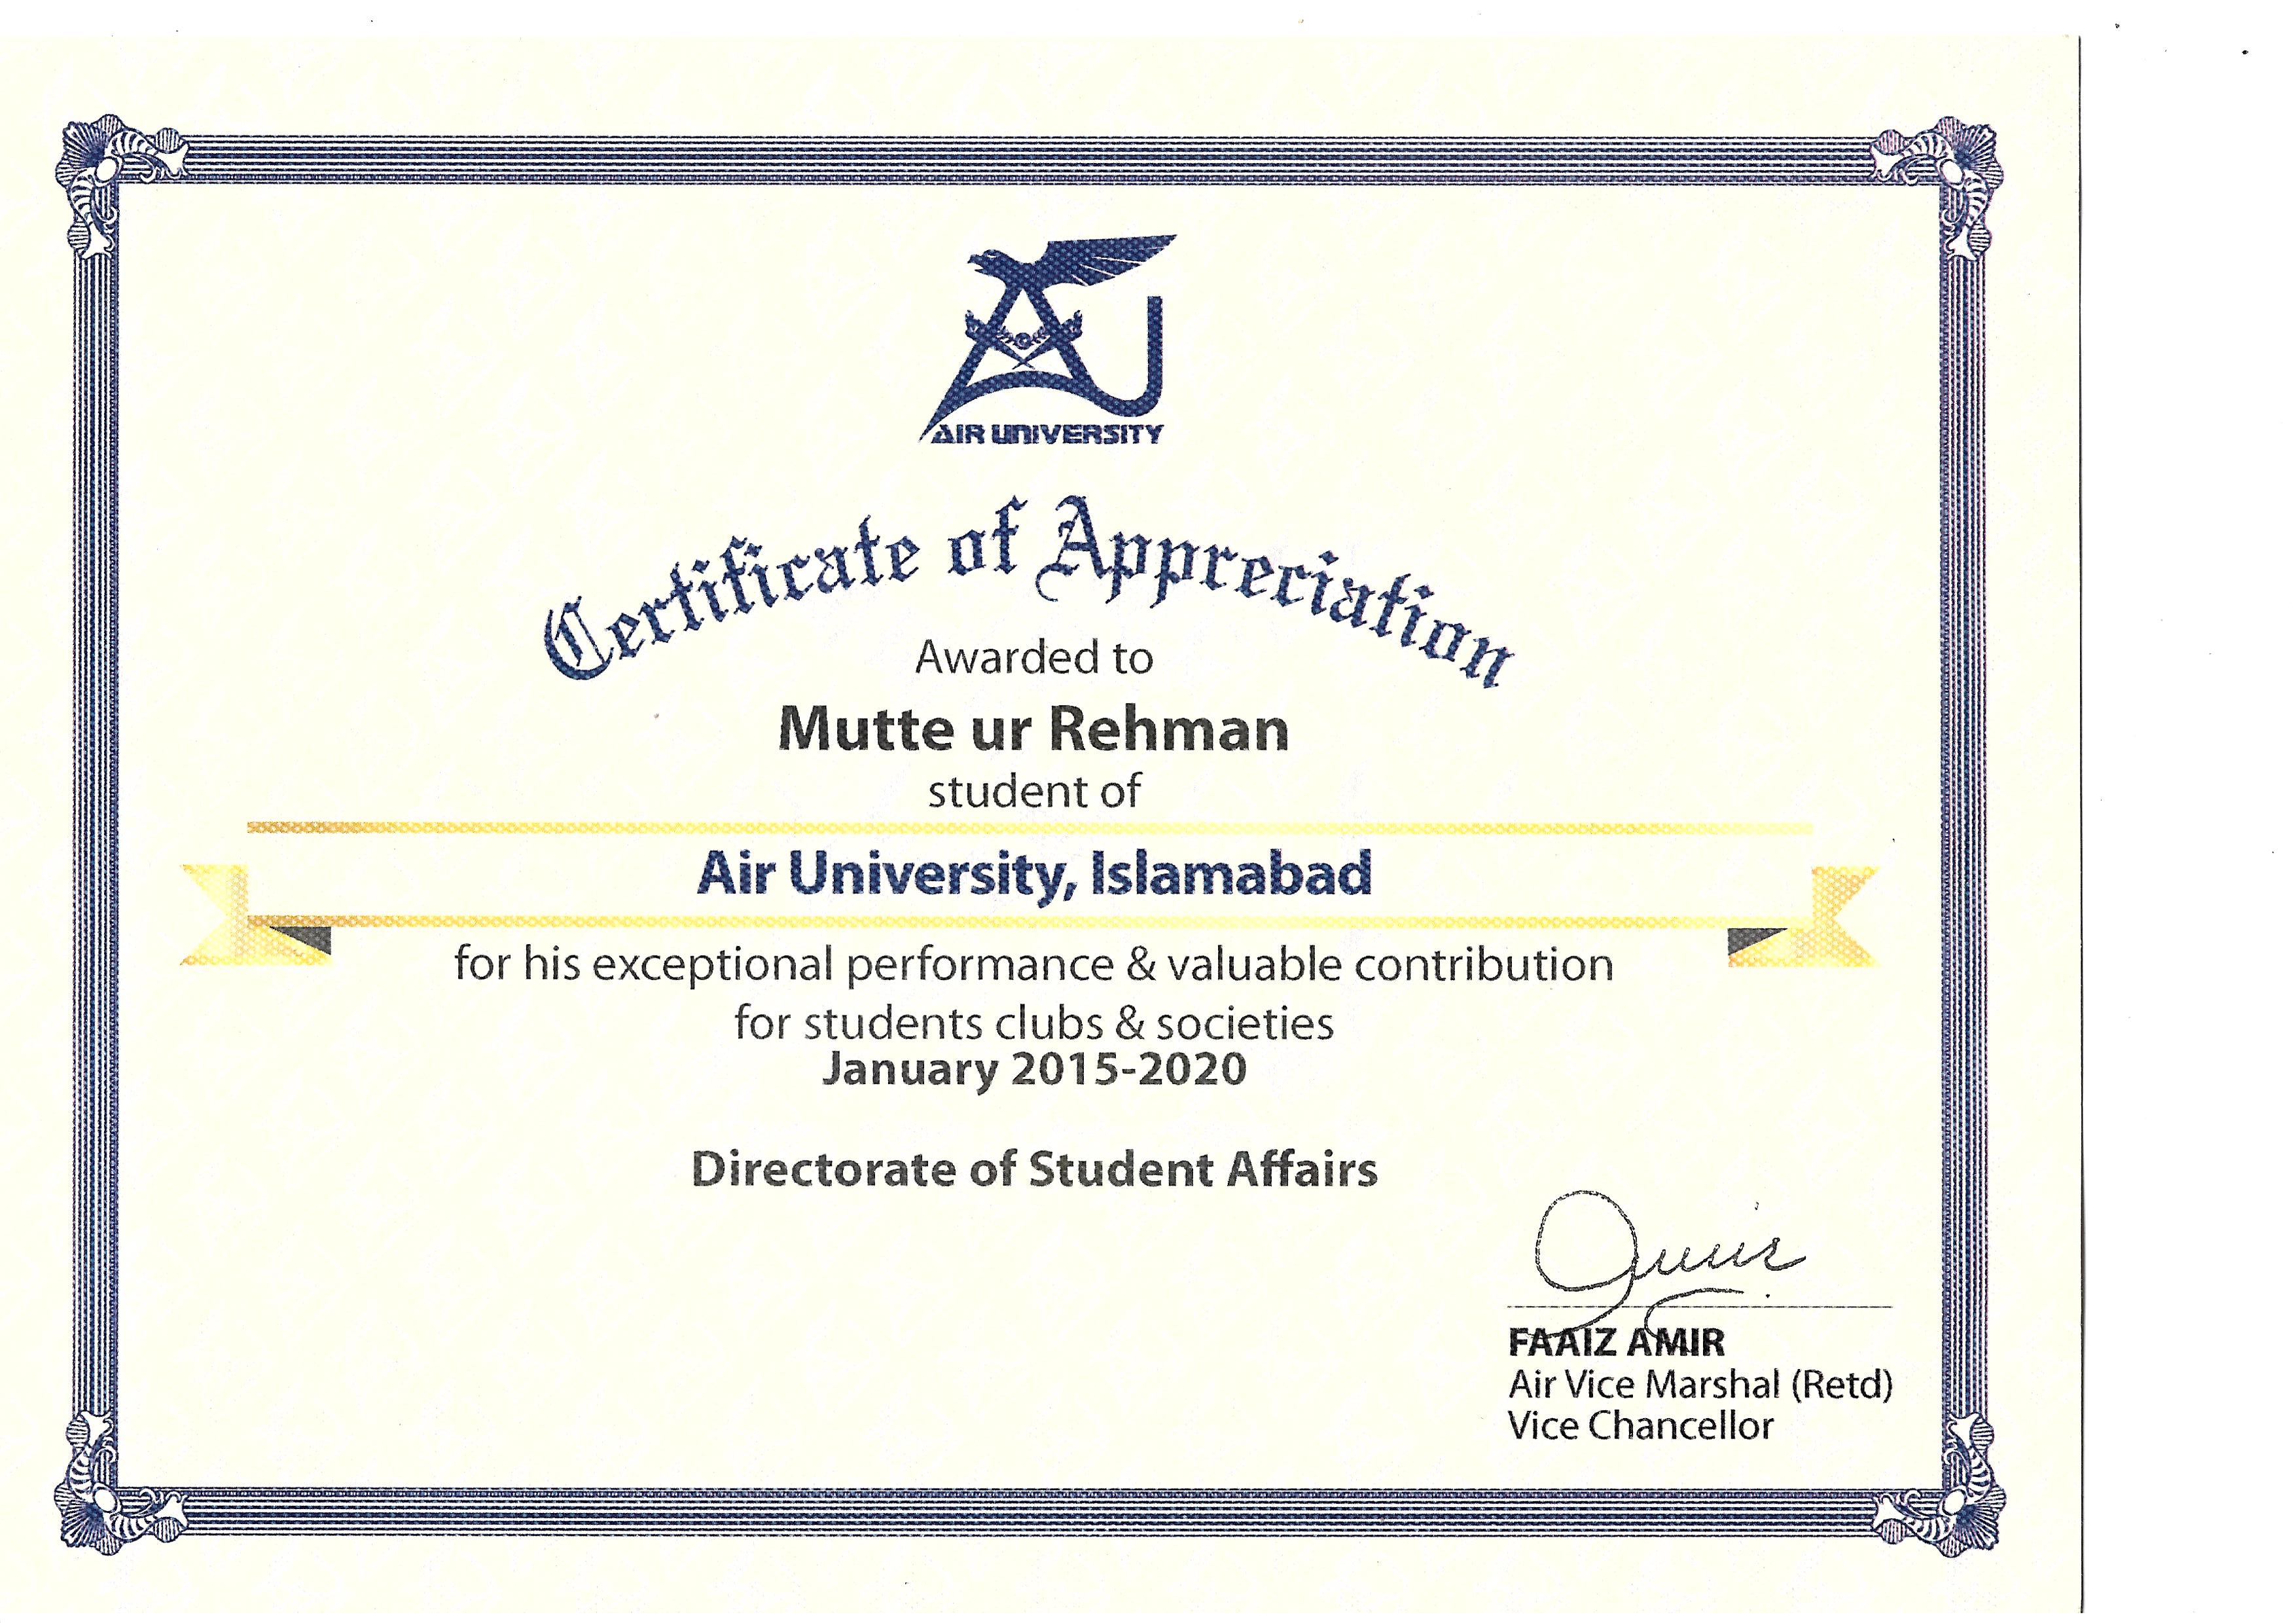 AIR UNIVERSITY
Certificate of Appreciation
Awarded to
Mutte ur Rehman
student of
Air University, Islamabad
for his exceptional performance & valuable contribution
for students clubs & societies
January 2015-2020
Directorate of Student Affairs
FAAIZ AMIR
Air Vice Marshal (Retd)
Vice Chancellor